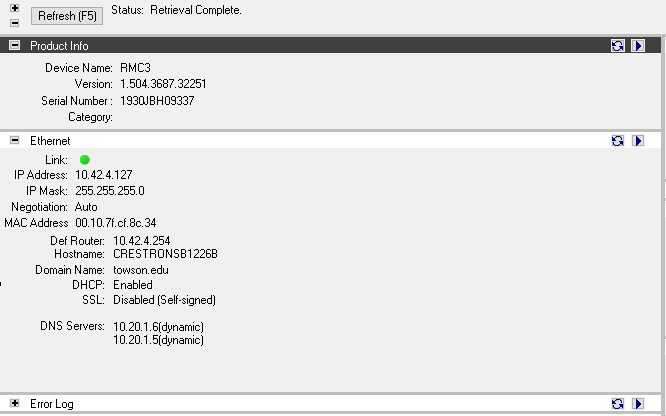 Refresh (F5) Status: Retrieval Complete.
Product Info
Device Name: RMC3
Version: 1.504.3687.32251
Serial Number : 1930JBH09337
Category:
Ethernet
Link:
IP Address: 10.42.4.127
IP Mask: 255.255.255.0
Negotiation: Auto
MAC Address 00.10.7f.cf.8c.34
Def Router: 10.42.4.254
Hostname: CRESTRONSB1226B
Domain Name: towson.edu
DHCP: Enabled
SSL: Disabled (Self-signed)
DNS Servers: 10.20.1.6(dynamic)
10.20.1.5(dynamic)
Error Log